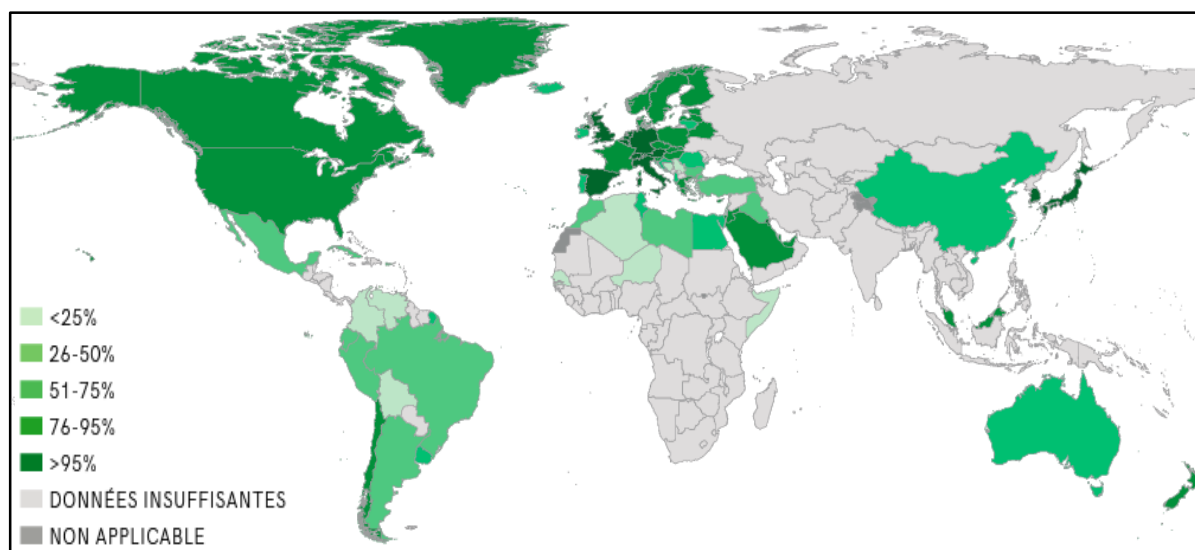 <25%
26-50%
51-75%
76-95%
>95%
DONNÉES INSUFFISANTES
NON APPLICABLE